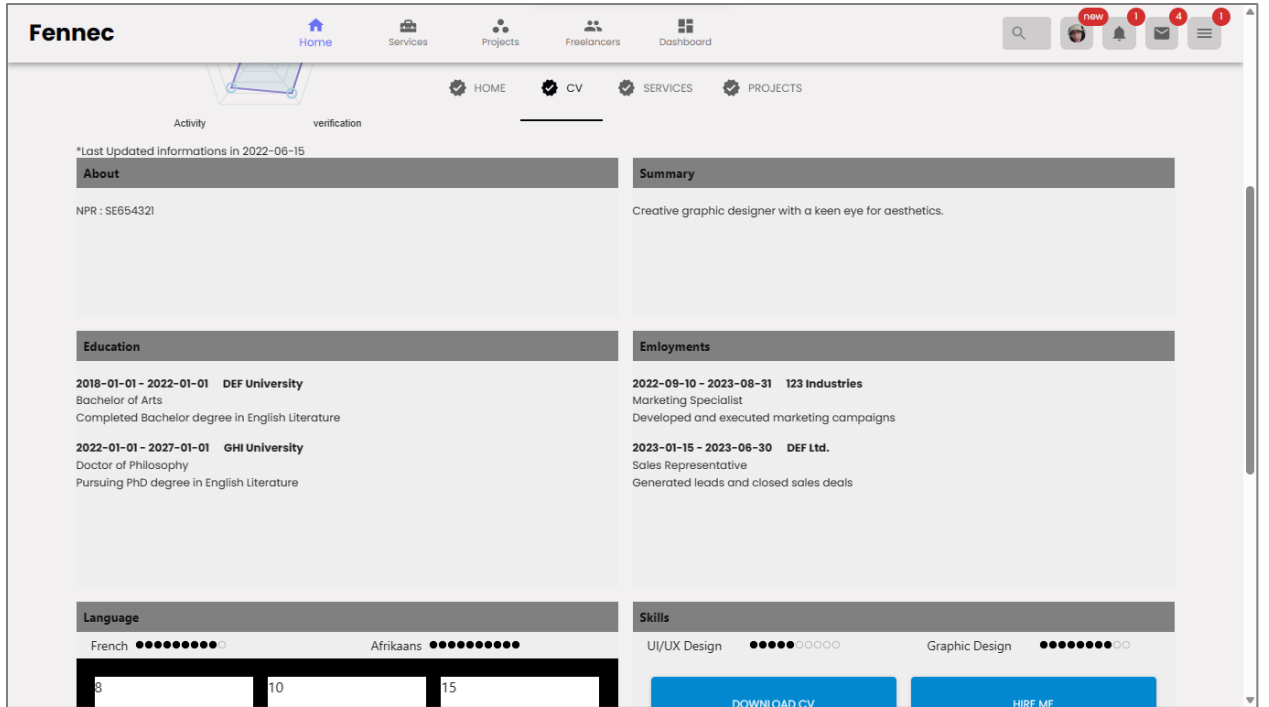 Fennec
Home
Services
Projects
Freelancers
Dashboard
new
1
4
1
HOME
CV
SERVICES
PROJECTS
Activity
verification
*Last Updated informations in 2022-06-15
About
NPR : SE654321
Summary
Creative graphic designer with a keen eye for aesthetics.
Education
2018-01-01 - 2022-01-01 DEF University
Bachelor of Arts
Completed Bachelor degree in English Literature
2022-01-01 - 2027-01-01 GHI University
Doctor of Philosophy
Pursuing PhD degree in English Literature
Emloyments
2022-09-10 - 2023-08-31 123 Industries
Marketing Specialist
Developed and executed marketing campaigns
2023-01-15 - 2023-06-30 DEF Ltd.
Sales Representative
Generated leads and closed sales deals
Language
French
Afrikaans
8
10
15
Skills
UI/UX Design
Graphic Design
DOWNLOAD CV
HIRE ME